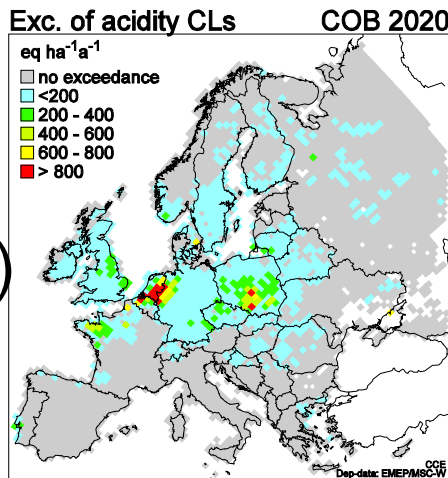 Exc. of acidity CLs COB 2020
eq ha-1a-1
no exceedance
<200
200 - 400
400 - 600
600 - 800
> 800
CCE
Dep-data: EMEP/MSC-W